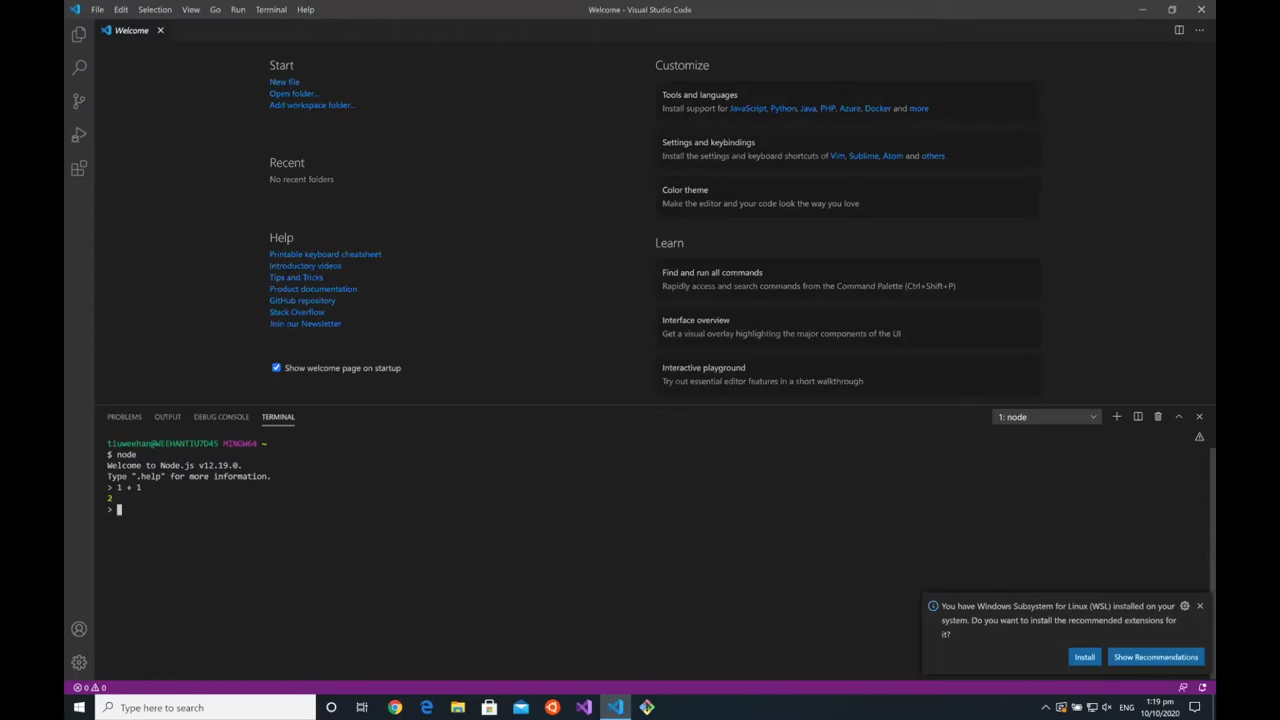 File Edit Selection View Go Run Terminal Help
Welcome - Visual Studio Code
Welcome
Start
New file
Open folder...
Add workspace folder...
Recent
No recent folders
Help
Printable keyboard cheatsheet
Introductory videos
Tips and Tricks
Product documentation
GitHub repository
Stack Overflow
Join our Newsletter
Show welcome page on startup
Customize
Tools and languages
Install support for JavaScript, Python, Java, PHP, Azure, Docker and more
Settings and keybindings
Install the settings and keyboard shortcuts of Vim, Sublime, Atom and others
Color theme
Make the editor and your code look the way you love
Learn
Find and run all commands
Rapidly access and search commands from the Command Palette (Ctrl+Shift+P)
Interface overview
Get a visual overlay highlighting the major components of the UI
Interactive playground
Try out essential editor features in a short walkthrough
PROBLEMS OUTPUT DEBUG CONSOLE TERMINAL
1: node
tiuweehan@WEEHANTIU7D45 MINGW64 ~
$ node
Welcome to Node.js v12.19.0.
Type ".help" for more information.
> 1 + 1
2
>
You have Windows Subsystem for Linux (WSL) installed on your
system. Do you want to install the recommended extensions for
it?
Install Show Recommendations
0 0
Type here to search
ENG
1:19 pm
10/10/2020